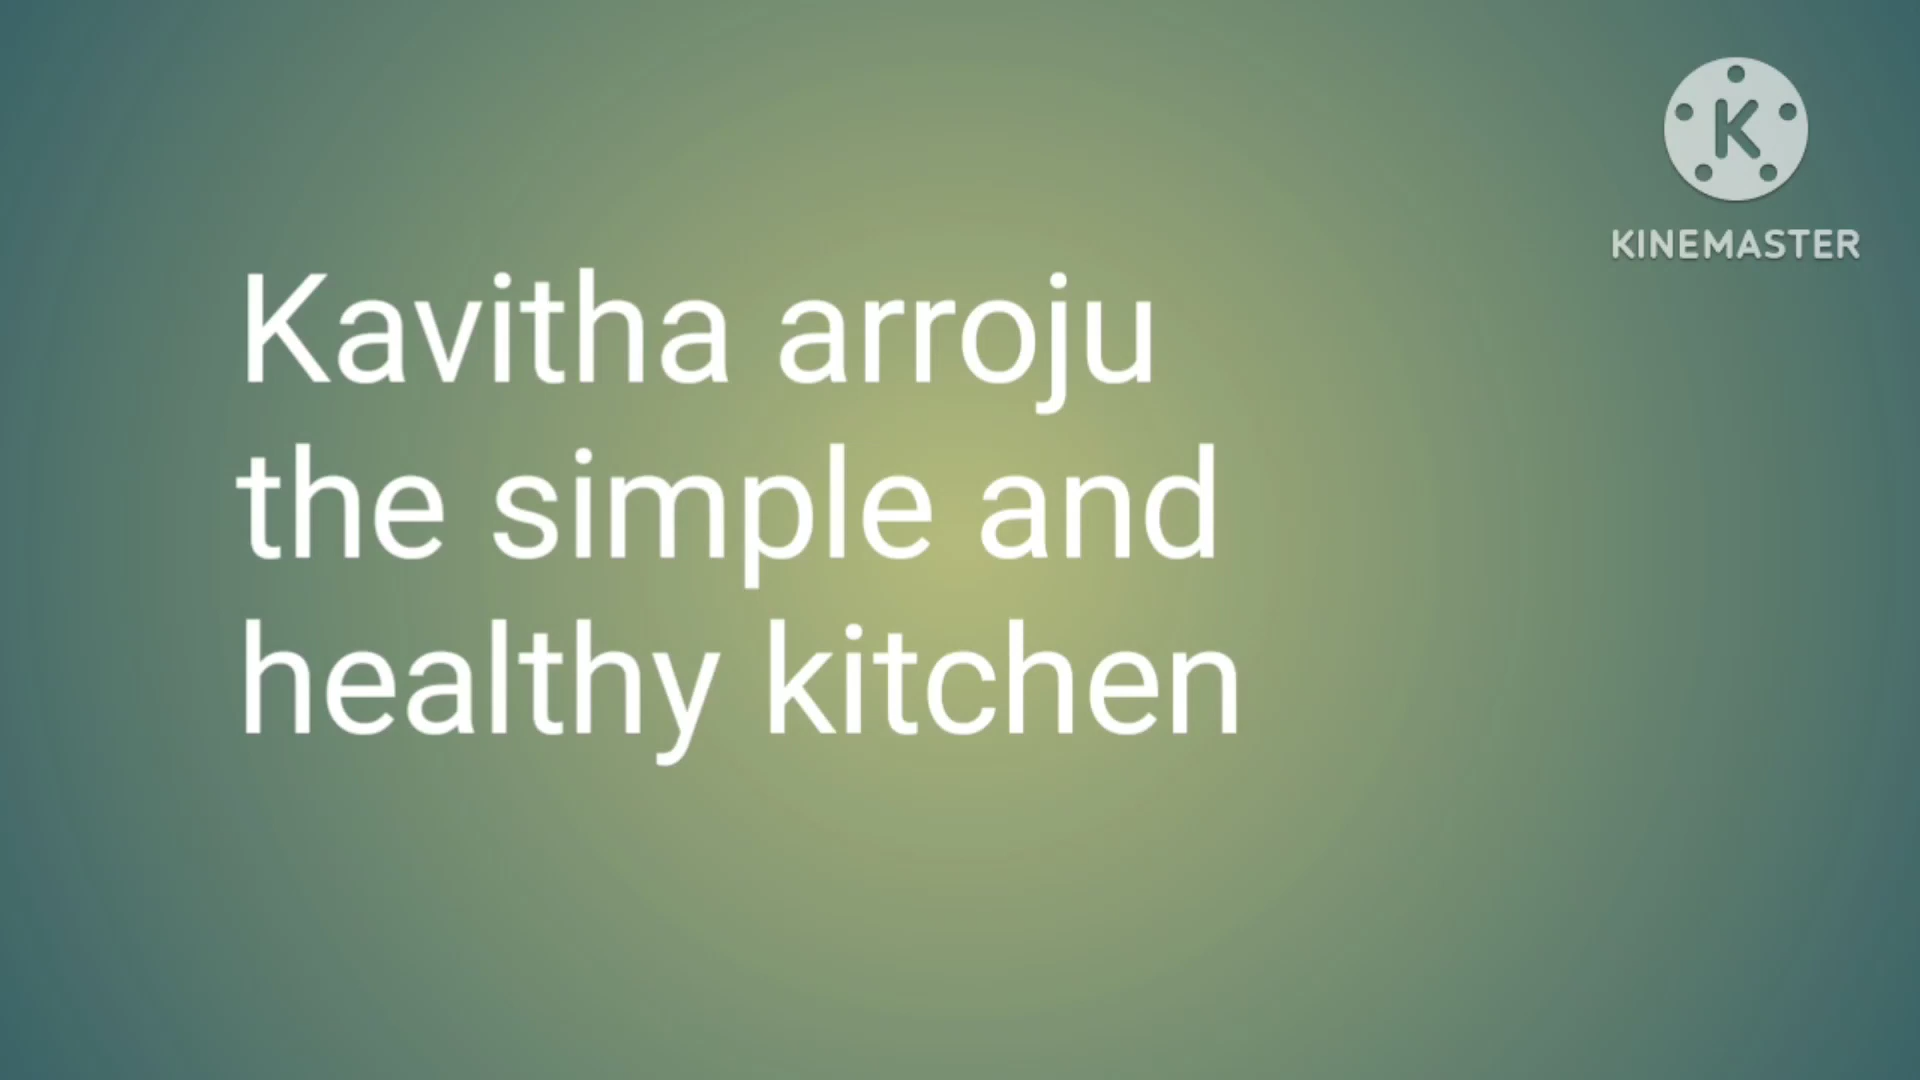 K
KINEMASTER
Kavitha arroju
the simple and
healthy kitchen